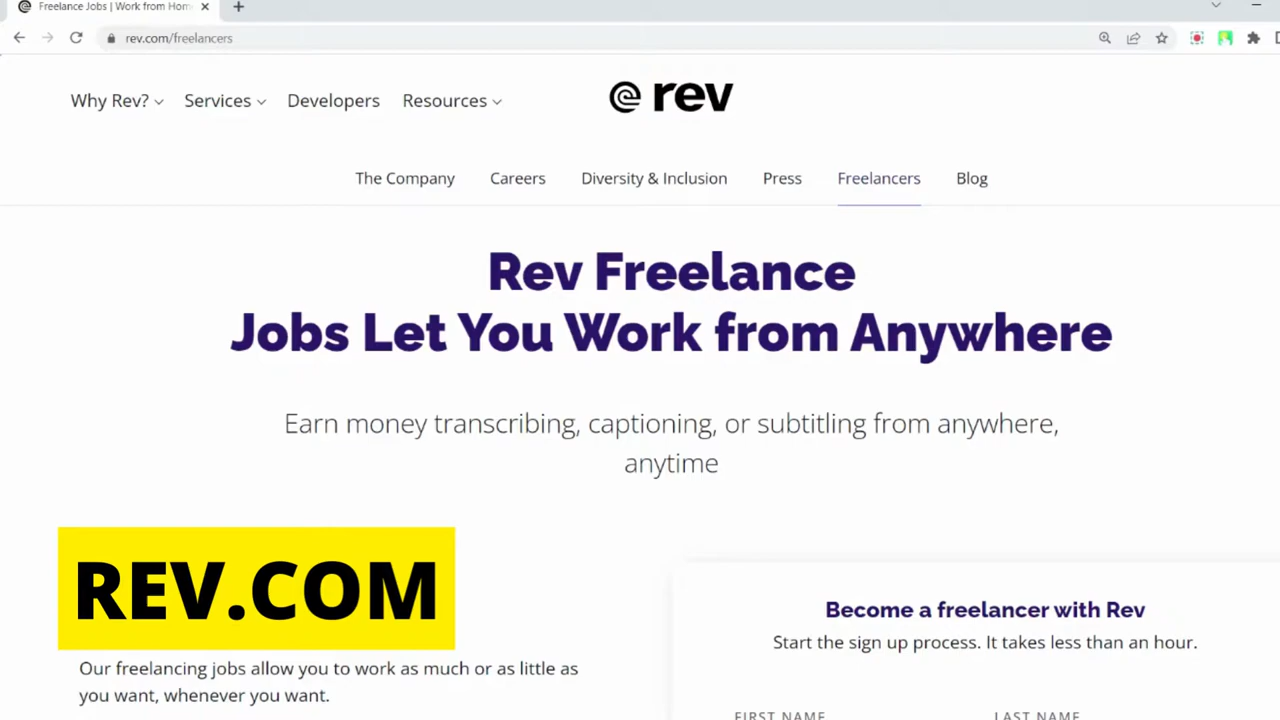 Freelance Jobs | Work from Hom
rev.com/freelancers
Why Rev? Services Developers Resources
rev
The Company Careers Diversity & Inclusion Press Freelancers Blog
Rev Freelance
Jobs Let You Work from Anywhere
Earn money transcribing, captioning, or subtitling from anywhere,
anytime
REV.COM
Our freelancing jobs allow you to work as much or as little as
you want, whenever you want.
Become a freelancer with Rev
Start the sign up process. It takes less than an hour.
FIRST NAME LAST NAME